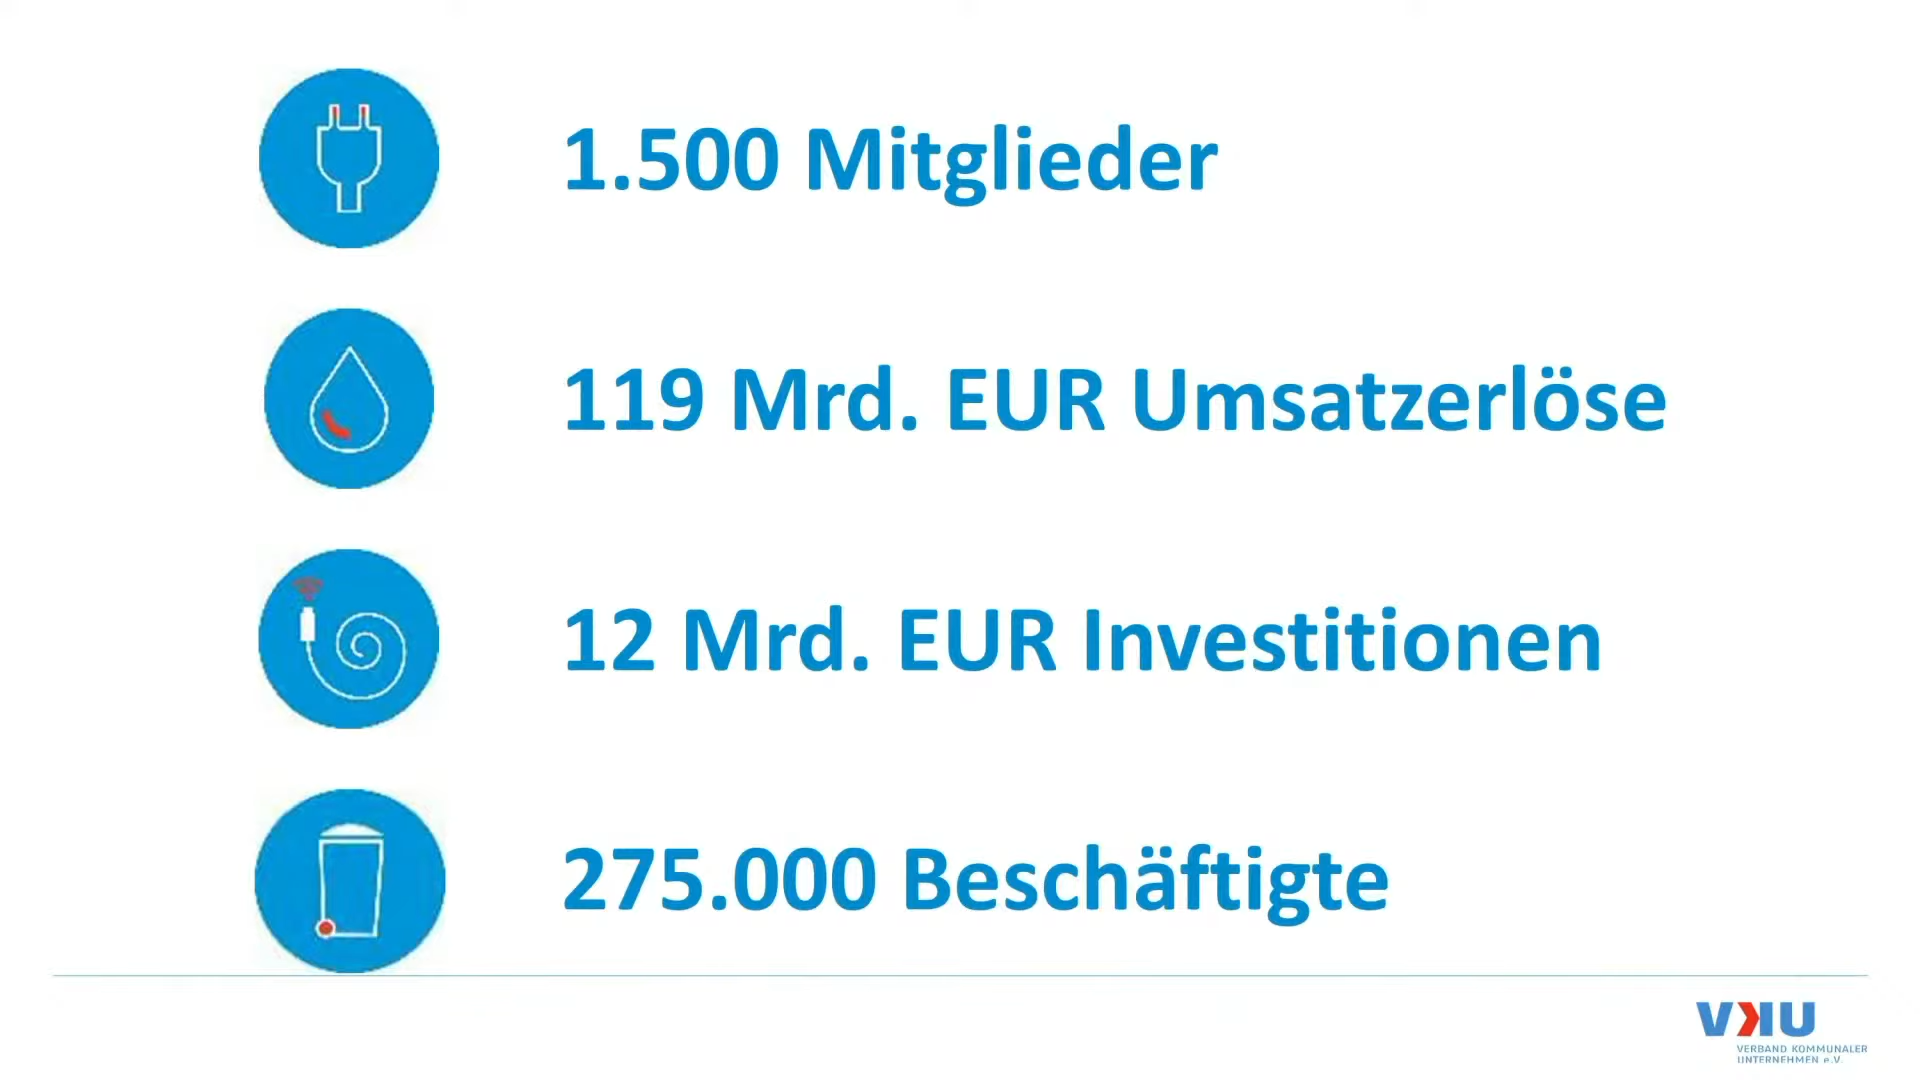 1.500 Mitglieder
119 Mrd. EUR Umsatzerlöse
12 Mrd. EUR Investitionen
275.000 Beschäftigte
VKU
VERBAND KOMMUNALER
UNTERNEHMEN e.V.